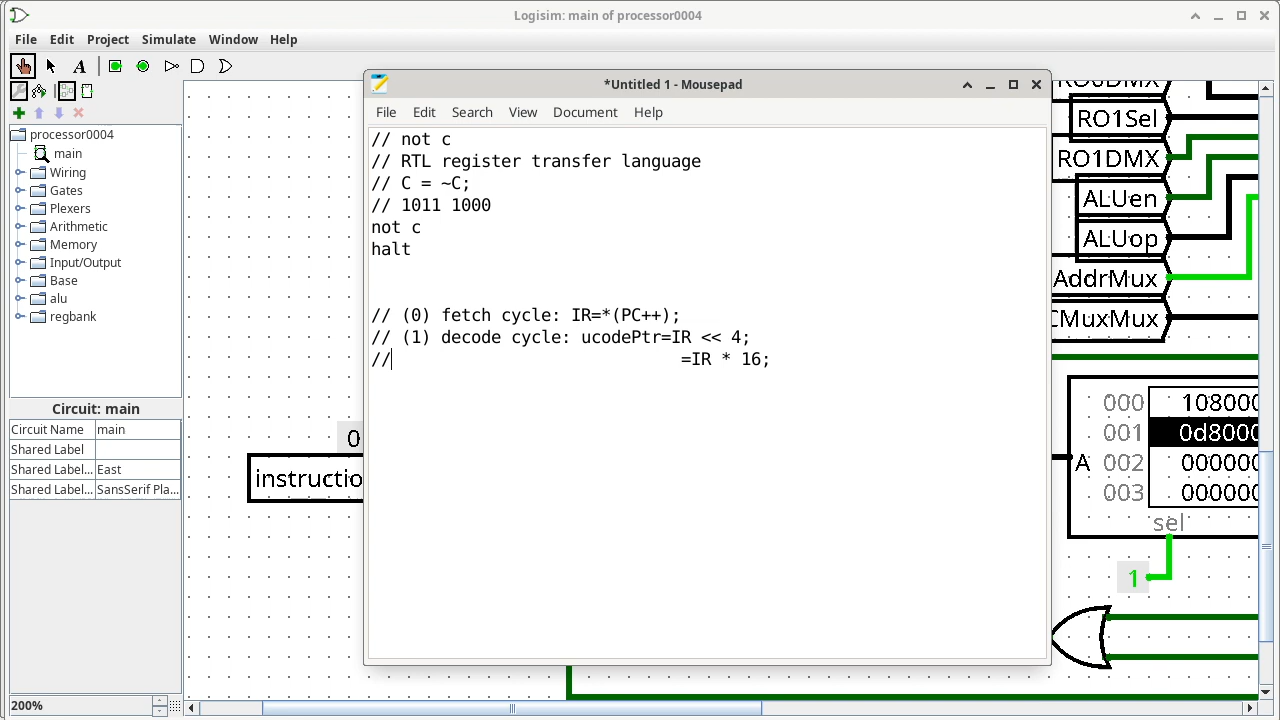 Logisim: main of processor0004
File Edit Project Simulate Window Help
processor0004
main
Wiring
Gates
Plexers
Arithmetic
Memory
Input/Output
Base
alu
regbank
Circuit: main
Circuit Name main
Shared Label
Shared Label... East
Shared Label... SansSerif Pla...
200%
*Untitled 1 - Mousepad
File Edit Search View Document Help
// not c
// RTL register transfer language
// C = ~C;
// 1011 1000
not c
halt
// (0) fetch cycle: IR=*(PC++);
// (1) decode cycle: ucodePtr=IR << 4;
// =IR * 16;
0
instructio
RO1Sel
RO1DMX
ALUen
ALUop
AddrMux
CMuxMux
000 108000
001 0d8000
A 002 000000
003 000000
sel
1